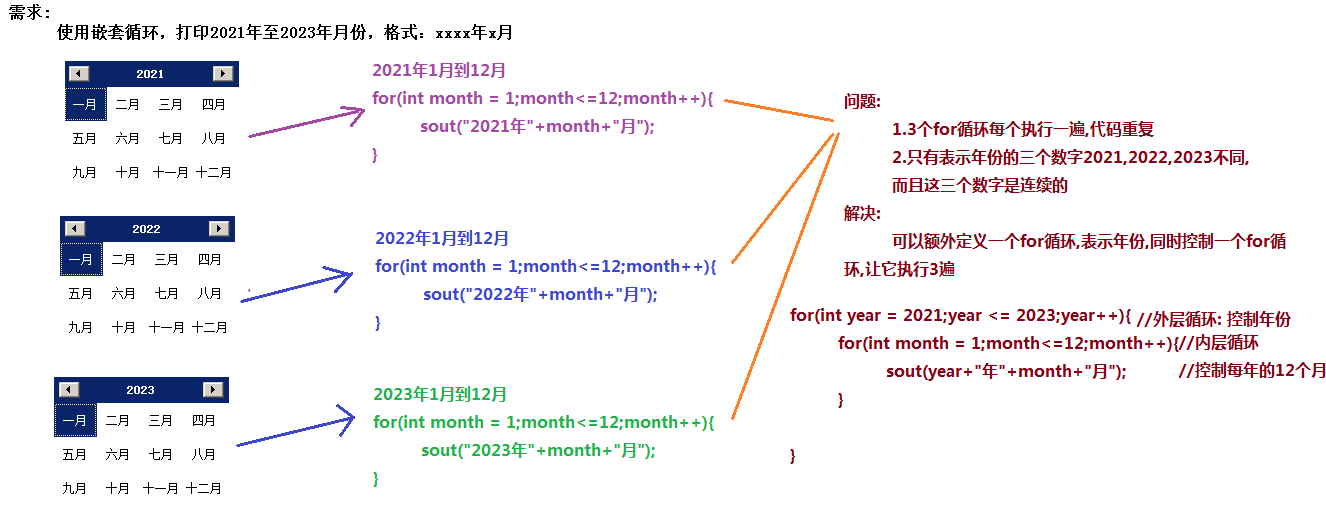 需求:
使用嵌套循环，打印2021年至2023年月份，格式：xxxx年x月
2021
一月 二月 三月 四月
五月 六月 七月 八月
九月 十月 十一月 十二月
2021年1月到12月
for(int month = 1;month<=12;month++){
sout("2021年"+month+"月");
}
2022
一月 二月 三月 四月
五月 六月 七月 八月
九月 十月 十一月 十二月
2022年1月到12月
for(int month = 1;month<=12;month++){
sout("2022年"+month+"月");
}
2023
一月 二月 三月 四月
五月 六月 七月 八月
九月 十月 十一月 十二月
2023年1月到12月
for(int month = 1;month<=12;month++){
sout("2023年"+month+"月");
}
问题:
1.3个for循环每个执行一遍,代码重复
2.只有表示年份的三个数字2021,2022,2023不同,
而且这三个数字是连续的
解决:
可以额外定义一个for循环,表示年份,同时控制一个for循
环,让它执行3遍
for(int year = 2021;year <= 2023;year++){ //外层循环: 控制年份
for(int month = 1;month<=12;month++){//内层循环
sout(year+"年"+month+"月"); //控制每年的12个月
}
}